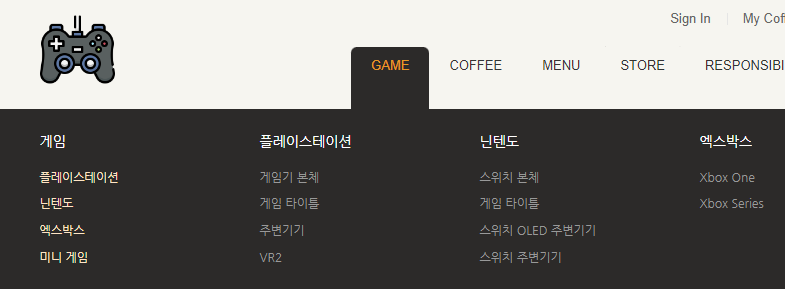 Sign In
My Cof
GAME
COFFEE
MENU
STORE
RESPONSIBI
게임
플레이스테이션
닌텐도
엑스박스
미니 게임
플레이스테이션
게임기 본체
게임 타이틀
주변기기
VR2
닌텐도
스위치 본체
게임 타이틀
스위치 OLED 주변기기
스위치 주변기기
엑스박스
Xbox One
Xbox Series